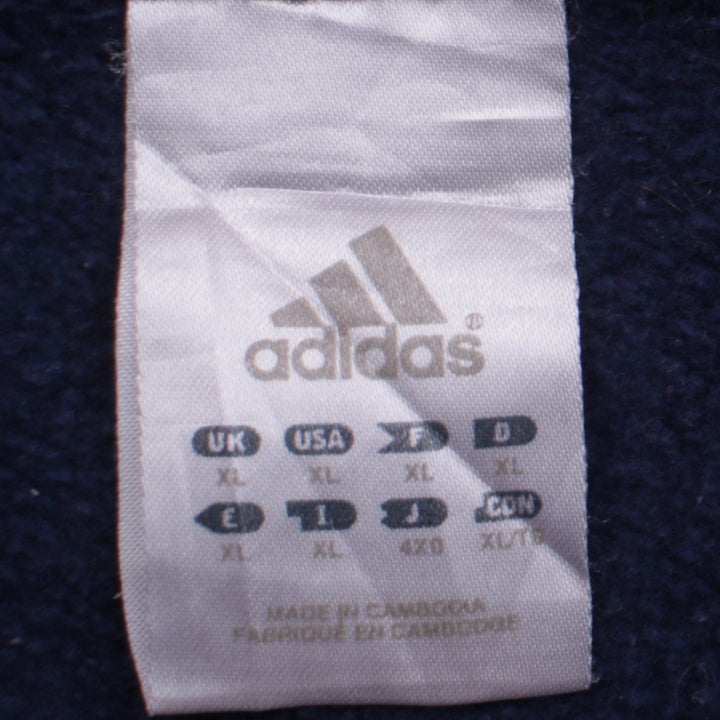 adidas®
UK USA F D
XL XL XL XL
E I J CDN
XL XL 4XO XL/TG
MADE IN CAMBODIA
FABRIQUÉ EN CAMBODGE